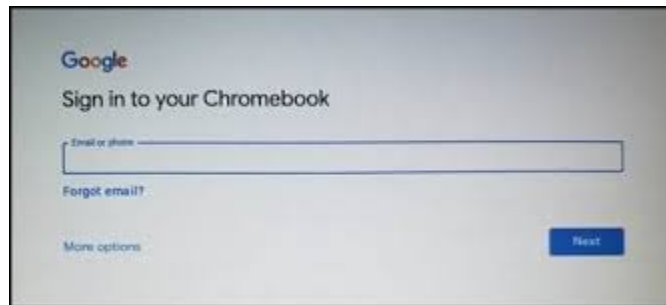 Google
Sign in to your Chromebook
Email or phone
Forgot email?
More options
Next